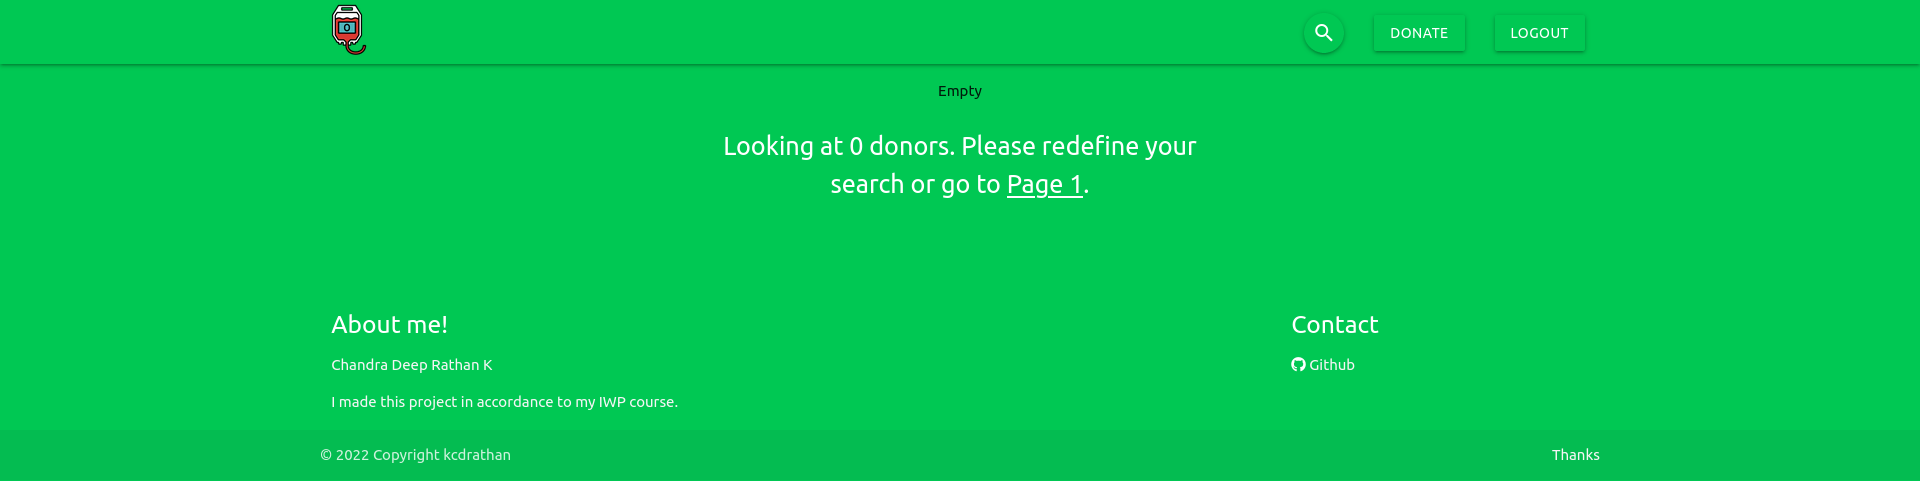 0
DONATE
LOGOUT
Empty
Looking at 0 donors. Please redefine your
search or go to Page 1.
About me!
Contact
Chandra Deep Rathan K
Github
I made this project in accordance to my IWP course.
© 2022 Copyright kcdrathan
Thanks